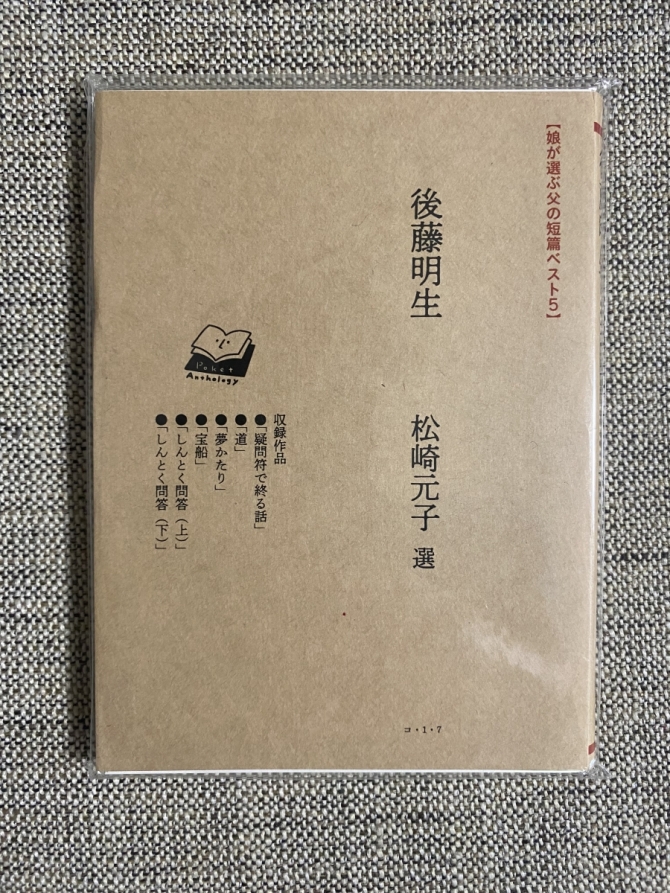 【娘が選ぶ父の短篇ベスト5】
後藤明生
松崎元子 選
収録作品
●「疑問符で終る話」
●「道」
●「夢かたり」
●「宝船」
●「しんとく問答（上）」
●「しんとく問答（下）」
Poket
Anthology
コ・1・7